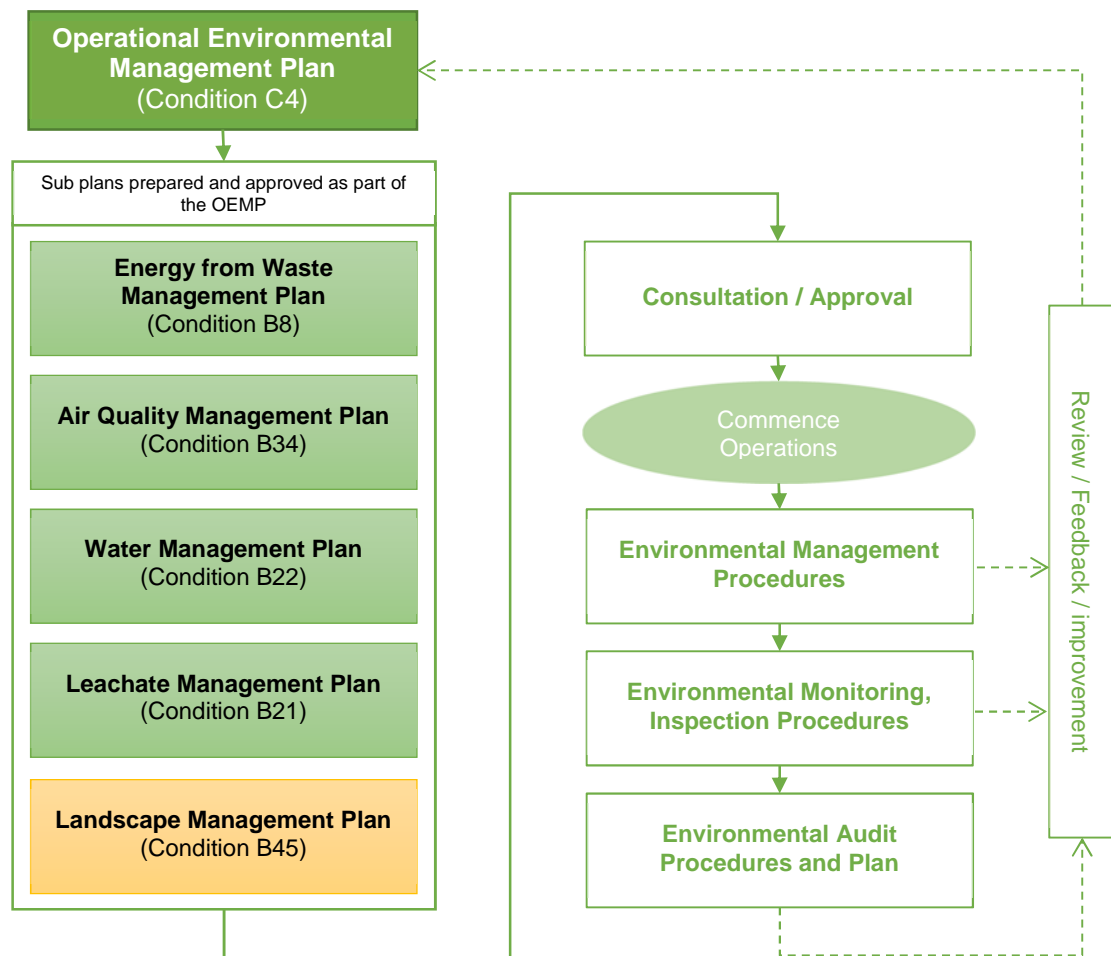 Operational Environmental
Management Plan
(Condition C4)
Sub plans prepared and approved as part of
the OEMP
Energy from Waste
Management Plan
(Condition B8)
Air Quality Management Plan
(Condition B34)
Water Management Plan
(Condition B22)
Leachate Management Plan
(Condition B21)
Landscape Management Plan
(Condition B45)
Consultation / Approval
Commence
Operations
Environmental Management
Procedures
Environmental Monitoring,
Inspection Procedures
Environmental Audit
Procedures and Plan
Review / Feedback / improvement